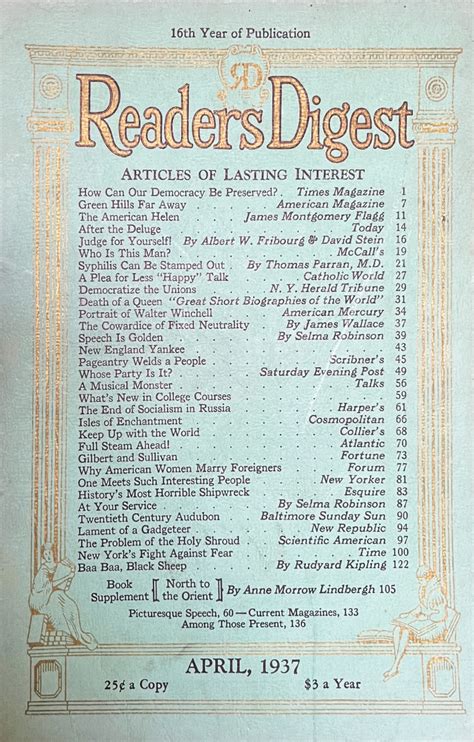 16th Year of Publication
RD
Readers Digest
ARTICLES OF LASTING INTEREST
How Can Our Democracy Be Preserved? . Times Magazine 1
Green Hills Far Away . . . . American Magazine 7
The American Helen . . . . James Montgomery Flagg 11
After the Deluge . . . . Today 14
Judge for Yourself! By Albert W. Fribourg & David Stein 16
Who Is This Man? . . . . McCall's 19
Syphilis Can Be Stamped Out . By Thomas Parran, M.D. 21
A Plea for Less "Happy" Talk . . . . Catholic World 27
Democratize the Unions . . . . N. Y. Herald Tribune 29
Death of a Queen "Great Short Biographies of the World" 31
Portrait of Walter Winchell . . . . American Mercury 34
The Cowardice of Fixed Neutrality . By James Wallace 37
Speech Is Golden . . . . By Selma Robinson 39
New England Yankee . . . . 43
Pageantry Welds a People . . . . Scribner's 45
Whose Party Is It? . . . . Saturday Evening Post 49
A Musical Monster . . . . Talks 56
What's New in College Courses . . . . 59
The End of Socialism in Russia . . . . Harper's 61
Isles of Enchantment . . . . Cosmopolitan 66
Keep Up with the World . . . . Collier's 68
Full Steam Ahead! . . . . Atlantic 70
Gilbert and Sullivan . . . . Fortune 73
Why American Women Marry Foreigners . . Forum 77
One Meets Such Interesting People . . New Yorker 81
History's Most Horrible Shipwreck . . . . Esquire 83
At Your Service . . . . By Selma Robinson 87
Twentieth Century Audubon . . Baltimore Sunday Sun 90
Lament of a Gadgeteer . . . . New Republic 94
The Problem of the Holy Shroud . Scientific American 97
New York's Fight Against Fear . . . . Time 100
Baa Baa, Black Sheep . . . . By Rudyard Kipling 122
Book Supplement [ North to the Orient ] By Anne Morrow Lindbergh 105
Picturesque Speech, 60—Current Magazines, 133
Among Those Present, 136
APRIL, 1937
25¢ a Copy $3 a Year